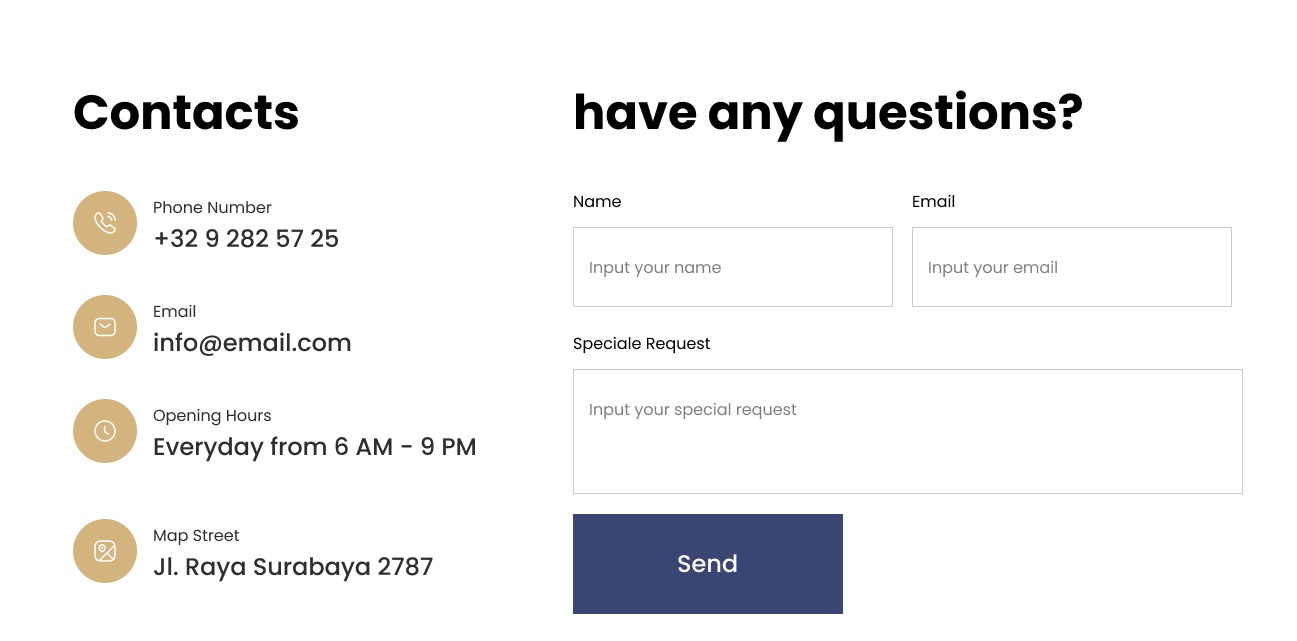 Contacts
Phone Number
+32 9 282 57 25
Email
info@email.com
Opening Hours
Everyday from 6 AM - 9 PM
Map Street
Jl. Raya Surabaya 2787
have any questions?
Name
Input your name
Email
Input your email
Speciale Request
Input your special request
Send